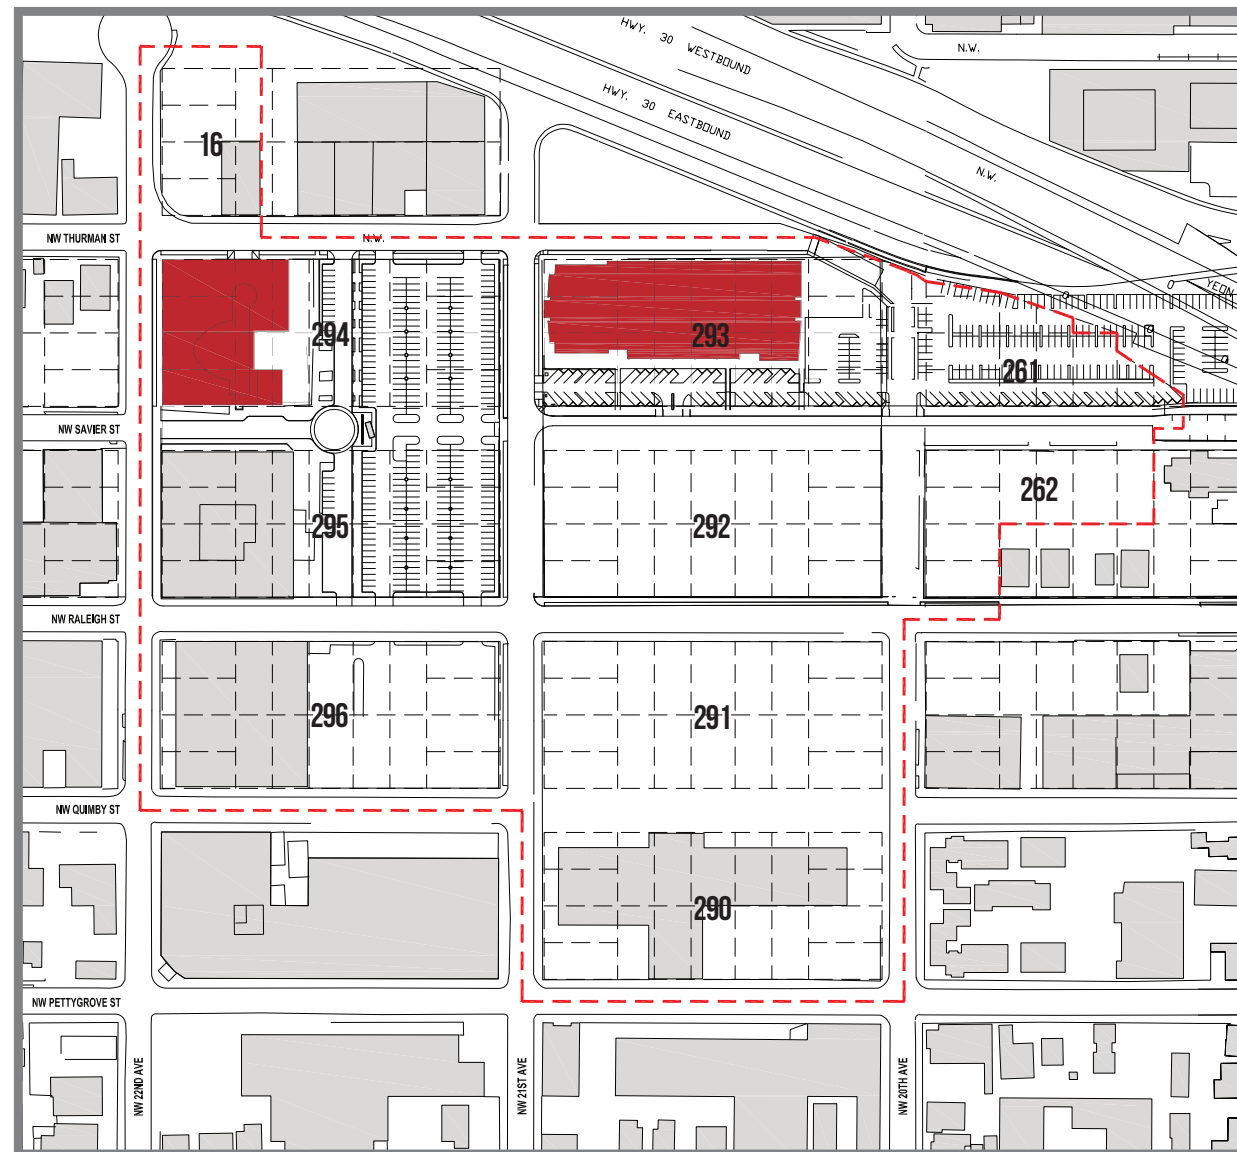 HWY. 30 WESTBOUND
N.W.
HWY. 30 EASTBOUND
16
N.W.
NW THURMAN ST
N.W.
YEON
294
293
261
NW SAVIER ST
262
295
292
NW RALEIGH ST
296
291
NW QUIMBY ST
290
NW PETTYGROVE ST
NW 22ND AVE
NW 21ST AVE
NW 20TH AVE